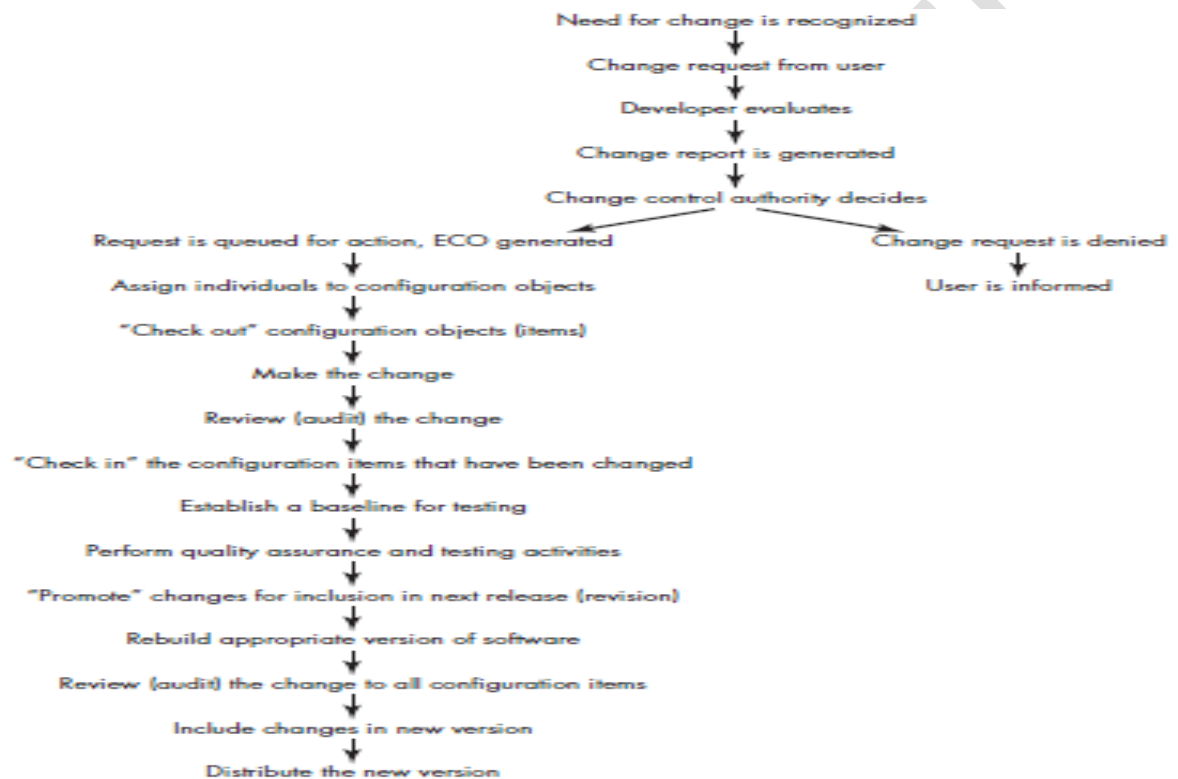 Need for change is recognized
Change request from user
Developer evaluates
Change report is generated
Change control authority decides
Request is queued for action, ECO generated
Change request is denied
Assign individuals to configuration objects
User is informed
“Check out” configuration objects (items)
Make the change
Review (audit) the change
“Check in” the configuration items that have been changed
Establish a baseline for testing
Perform quality assurance and testing activities
“Promote” changes for inclusion in next release (revision)
Rebuild appropriate version of software
Review (audit) the change to all configuration items
Include changes in new version
Distribute the new version